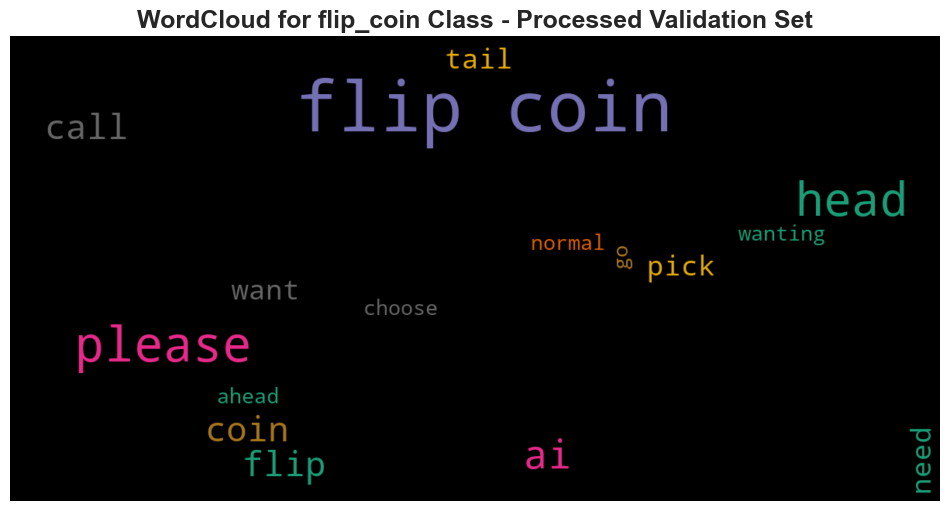 WordCloud for flip_coin Class - Processed Validation Set
tail
flip coin
call
head
wanting
normal
go
pick
want
choose
please
ahead
coin
flip
ai
need